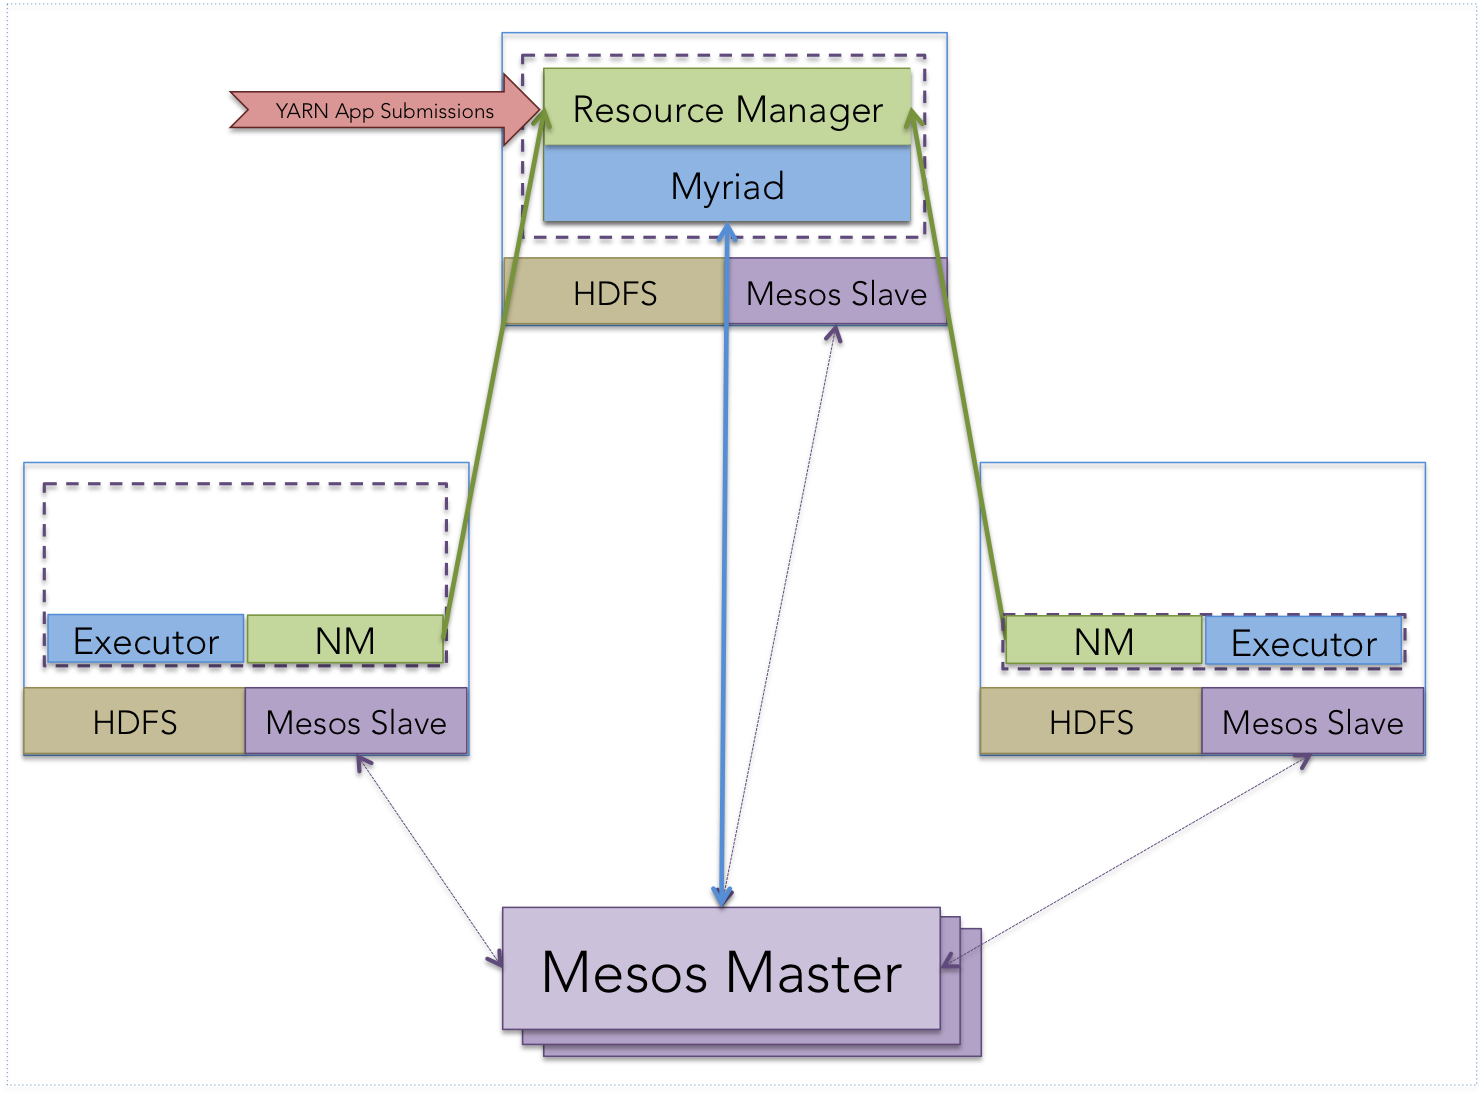 YARN App Submissions
Resource Manager
Myriad
HDFS
Mesos Slave
Executor
NM
HDFS
Mesos Slave
NM
Executor
HDFS
Mesos Slave
Mesos Master